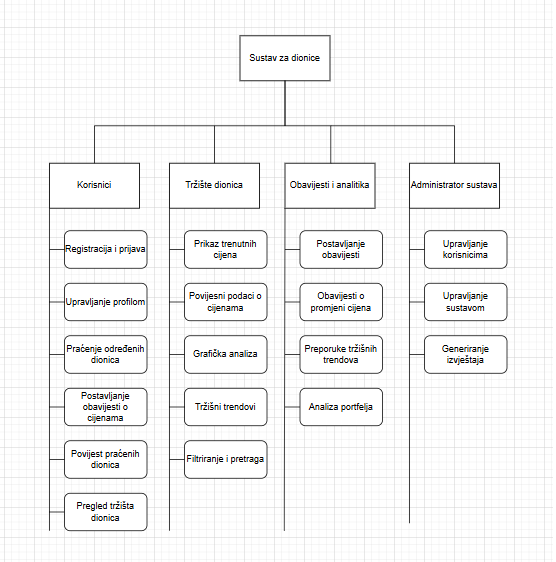 Sustav za dionice
Korisnici
Tržište dionica
Obavijesti i analitika
Administrator sustava
Registracija i prijava
Upravljanje profilom
Praćenje određenih
dionica
Postavljanje
obavijesti o
cijenama
Povijest praćenih
dionica
Pregled tržišta
dionica
Prikaz trenutnih
cijena
Povijesni podaci o
cijenama
Grafička analiza
Tržišni trendovi
Filtriranje i pretraga
Postavljanje
obavijesti
Obavijesti o
promjeni cijena
Preporuke tržišnih
trendova
Analiza portfelja
Upravljanje
korisnicima
Upravljanje
sustavom
Generiranje
izvještaja